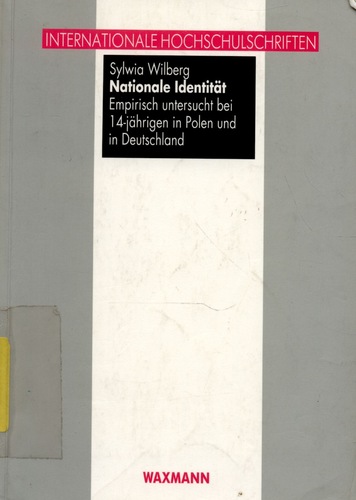 INTERNATIONALE HOCHSCHULSCHRIFTEN
Sylwia Wilberg
Nationale Identität
Empirisch untersucht bei
14-jährigen in Polen und
in Deutschland
WAXMANN